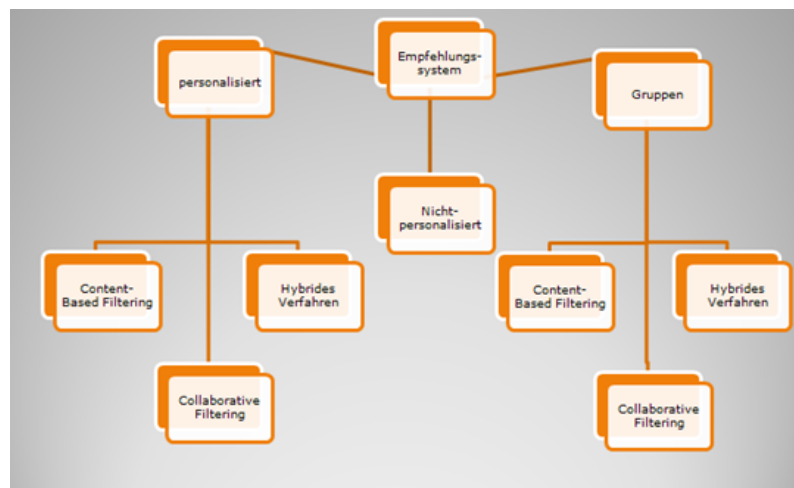 Empfehlungs-
system
personalisiert
Gruppen
Nicht-
personalisiert
Content-
Based Filtering
Hybrides
Verfahren
Content-
Based Filtering
Hybrides
Verfahren
Collaborative
Filtering
Collaborative
Filtering